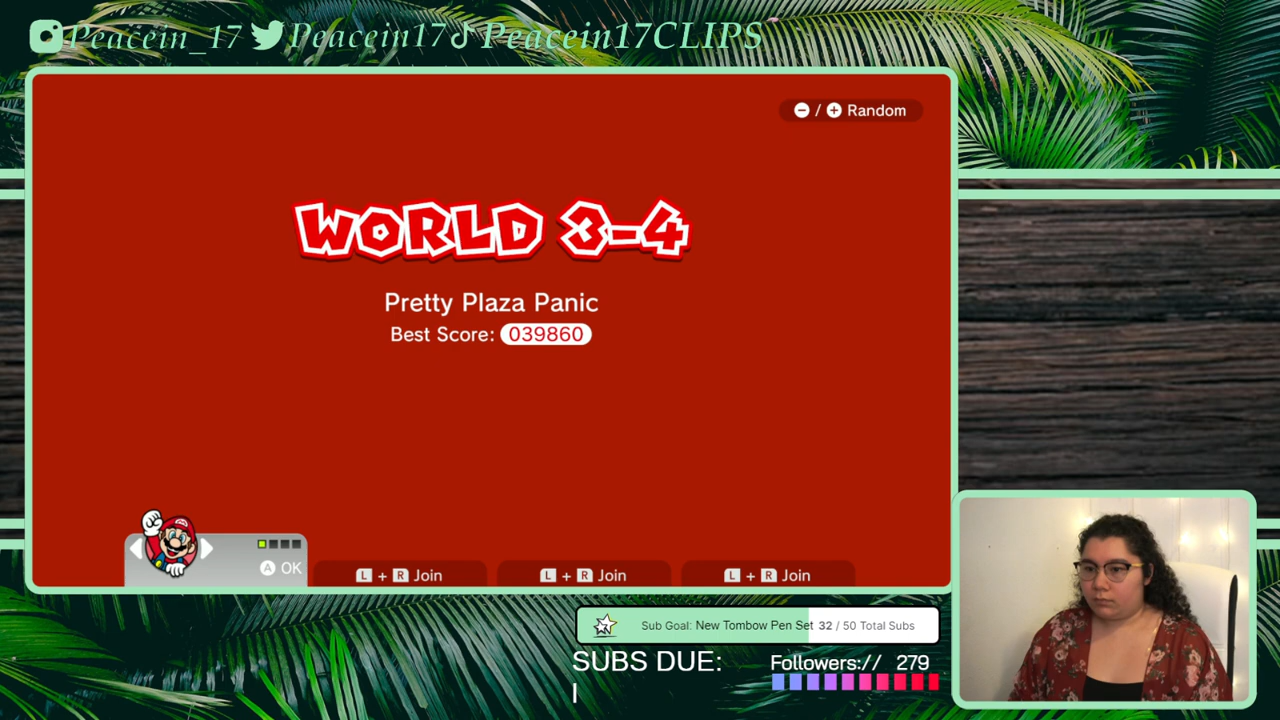 Peacein_17 Peacein17 Peacein17CLIPS
- / + Random
WORLD 3-4
Pretty Plaza Panic
Best Score: 039860
A OK
L + R Join
L + R Join
L + R Join
Sub Goal: New Tombow Pen Set 32 / 50 Total Subs
SUBS DUE:
Followers:// 279
I